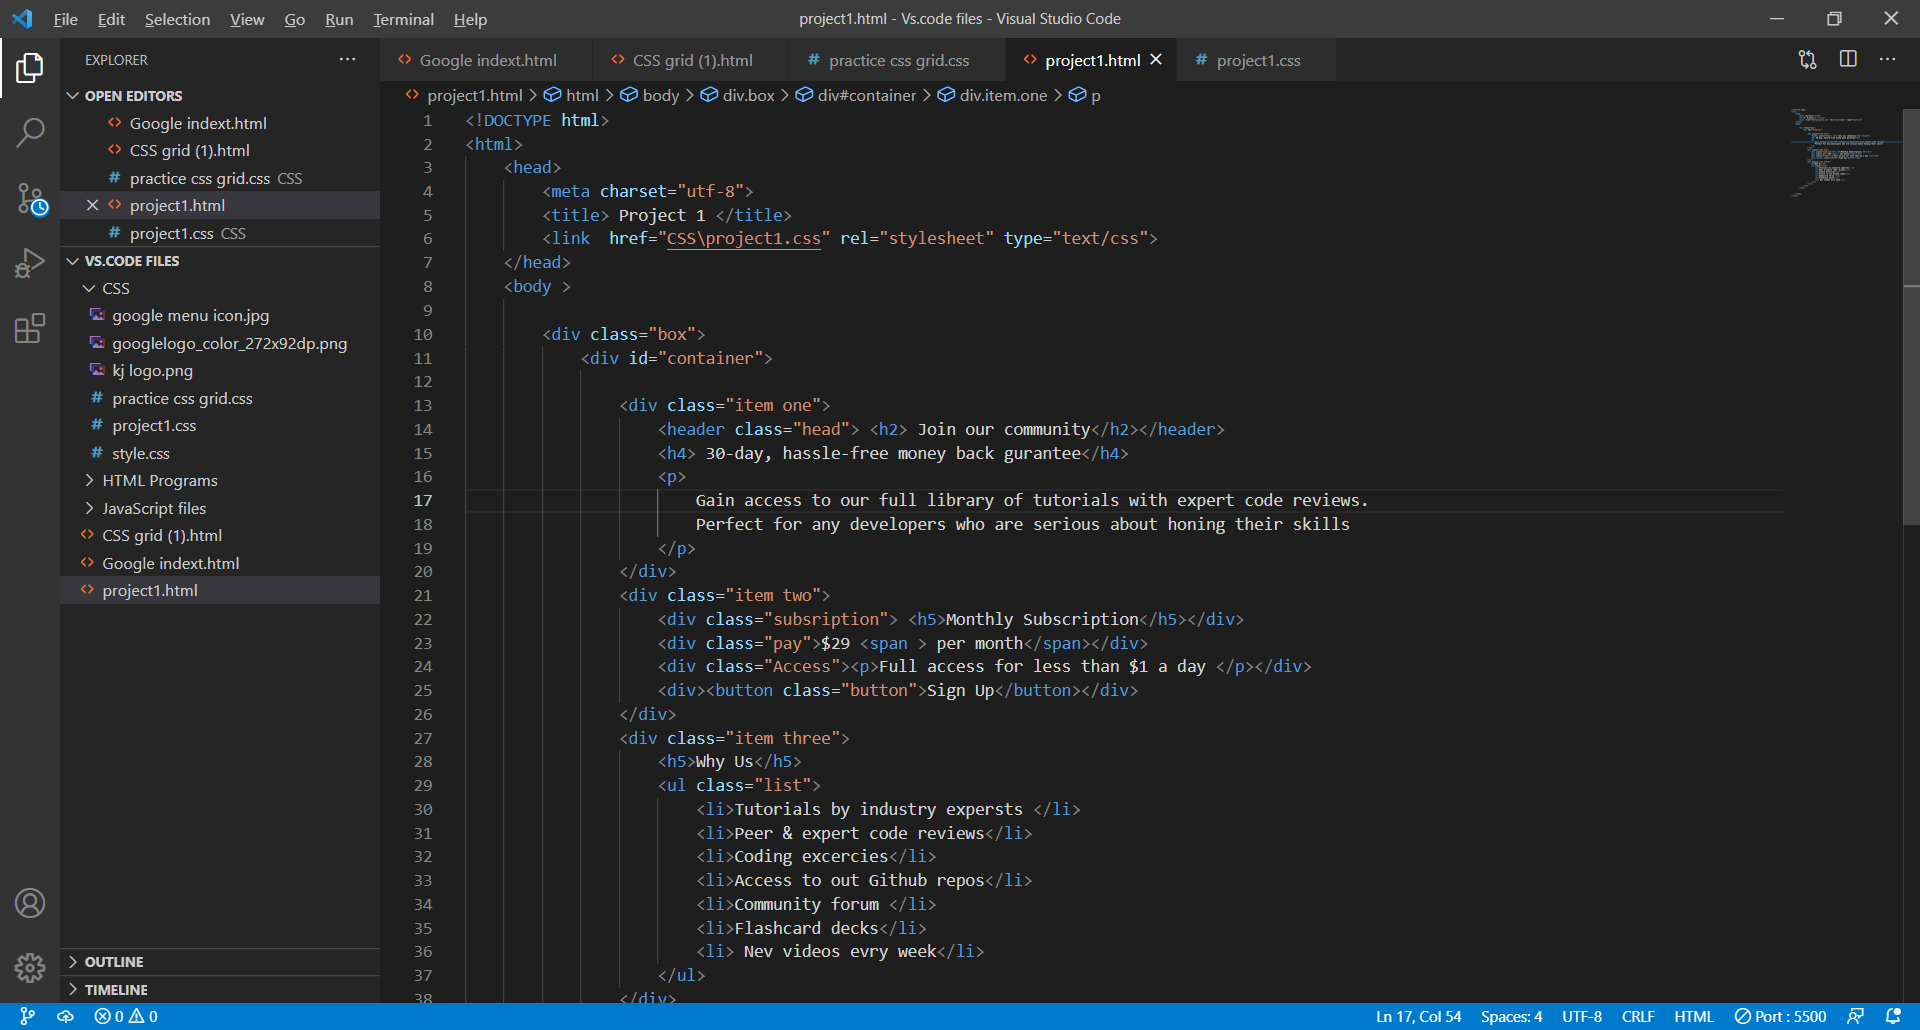 File Edit Selection View Go Run Terminal Help
project1.html - Vs.code files - Visual Studio Code
EXPLORER
OPEN EDITORS
Google indext.html
CSS grid (1).html
practice css grid.css CSS
project1.html
project1.css CSS
VS.CODE FILES
CSS
google menu icon.jpg
googlelogo_color_272x92dp.png
kj logo.png
practice css grid.css
project1.css
style.css
HTML Programs
JavaScript files
CSS grid (1).html
Google indext.html
project1.html
OUTLINE
TIMELINE
Google indext.html CSS grid (1).html practice css grid.css project1.html project1.css
project1.html > html > body > div.box > div#container > div.item.one > p
1 <!DOCTYPE html>
2 <html>
3 <head>
4 <meta charset="utf-8">
5 <title> Project 1 </title>
6 <link  href="CSS\project1.css" rel="stylesheet" type="text/css">
7 </head>
8 <body >
9
10 <div class="box">
11 <div id="container">
12
13 <div class="item one">
14 <header class="head"> <h2> Join our community</h2></header>
15 <h4> 30-day, hassle-free money back gurantee</h4>
16 <p>
17 Gain access to our full library of tutorials with expert code reviews.
18 Perfect for any developers who are serious about honing their skills
19 </p>
20 </div>
21 <div class="item two">
22 <div class="subsription"> <h5>Monthly Subscription</h5></div>
23 <div class="pay">$29 <span > per month</span></div>
24 <div class="Access"><p>Full access for less than $1 a day </p></div>
25 <div><button class="button">Sign Up</button></div>
26 </div>
27 <div class="item three">
28 <h5>Why Us</h5>
29 <ul class="list">
30 <li>Tutorials by industry expersts </li>
31 <li>Peer & expert code reviews</li>
32 <li>Coding excercies</li>
33 <li>Access to out Github repos</li>
34 <li>Community forum </li>
35 <li>Flashcard decks</li>
36 <li> Nev videos evry week</li>
37 </ul>
38 </div>
0 0 Ln 17, Col 54 Spaces: 4 UTF-8 CRLF HTML Port : 5500